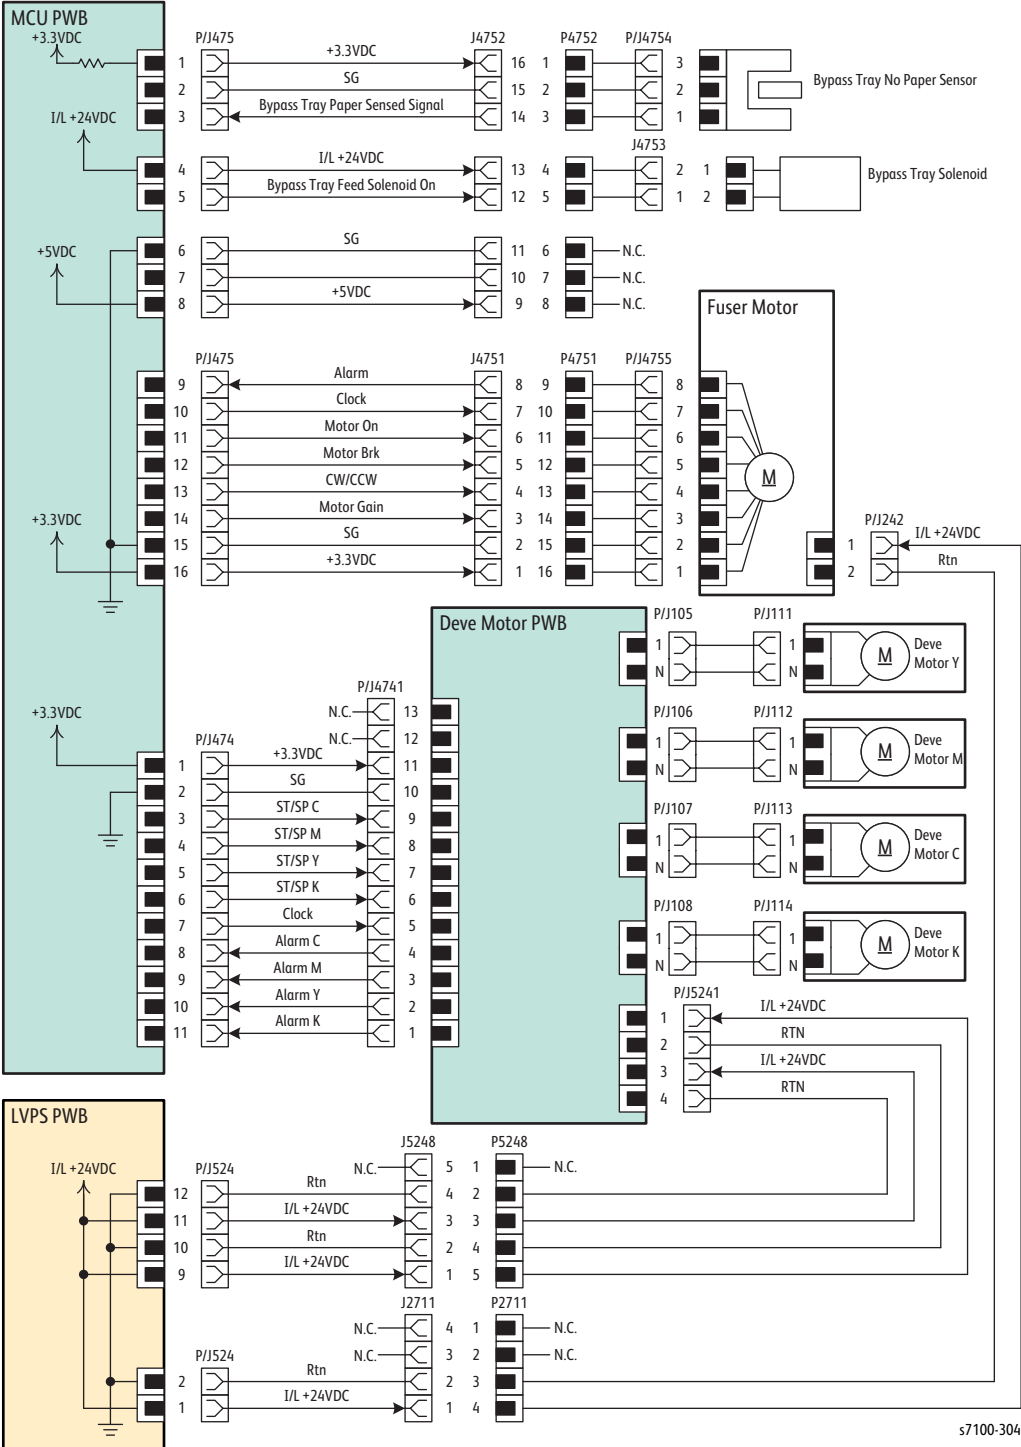 MCU PWB
+3.3VDC
P/J475 +3.3VDC J4752 P4752 P/J4754
1 16 1 3
SG
2 15 2 2 Bypass Tray No Paper Sensor
Bypass Tray Paper Sensed Signal
3 14 3 1
I/L +24VDC
J4753
I/L +24VDC
4 13 4 2 1
Bypass Tray Feed Solenoid On Bypass Tray Solenoid
5 12 5 1 2
+5VDC
SG
6 11 6 N.C.
7 10 7 N.C.
+5VDC
8 9 8 N.C.
Fuser Motor
P/J475 J4751 P4751 P/J4755
Alarm
9 8 9 8
Clock
10 7 10 7
Motor On
11 6 11 6
Motor Brk
12 5 12 5
M
CW/CCW
13 4 13 4
Motor Gain
14 3 14 3
+3.3VDC
SG
15 2 15 2
+3.3VDC
16 1 16 1
P/J242
1 I/L +24VDC
2 Rtn
Deve Motor PWB
P/J105 P/J111
1 1
N N
M
Deve
Motor Y
P/J106 P/J112
1 1
N N
M
Deve
Motor M
P/J107 P/J113
1 1
N N
M
Deve
Motor C
P/J108 P/J114
1 1
N N
M
Deve
Motor K
P/J4741
N.C. 13
N.C. 12
+3.3VDC
P/J474
+3.3VDC
1 11
SG
2 10
ST/SP C
3 9
ST/SP M
4 8
ST/SP Y
5 7
ST/SP K
6 6
Clock
7 5
Alarm C
8 4
Alarm M
9 3
Alarm Y
10 2
Alarm K
11 1
P/J5241
1 I/L +24VDC
2 RTN
3 I/L +24VDC
4 RTN
LVPS PWB
I/L +24VDC
P/J524 J5248 P5248
N.C. 5 1 N.C.
Rtn
12 4 2
I/L +24VDC
11 3 3
Rtn
10 2 4
I/L +24VDC
9 1 5
J2711 P2711
N.C. 4 1 N.C.
N.C. 3 2 N.C.
P/J524
Rtn
2 2 3
I/L +24VDC
1 1 4
s7100-304